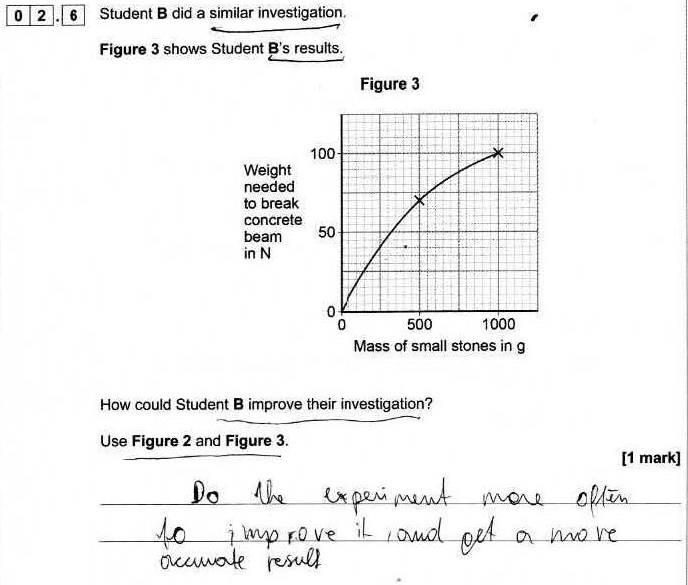 0 2 . 6 Student B did a similar investigation.
Figure 3 shows Student B's results.
Figure 3
Weight
needed
to break
concrete
beam
in N
100
50
0
0 500 1000
Mass of small stones in g
How could Student B improve their investigation?
Use Figure 2 and Figure 3.
[1 mark]
Do the experiment more often
to improve it, and get a more
accurate result